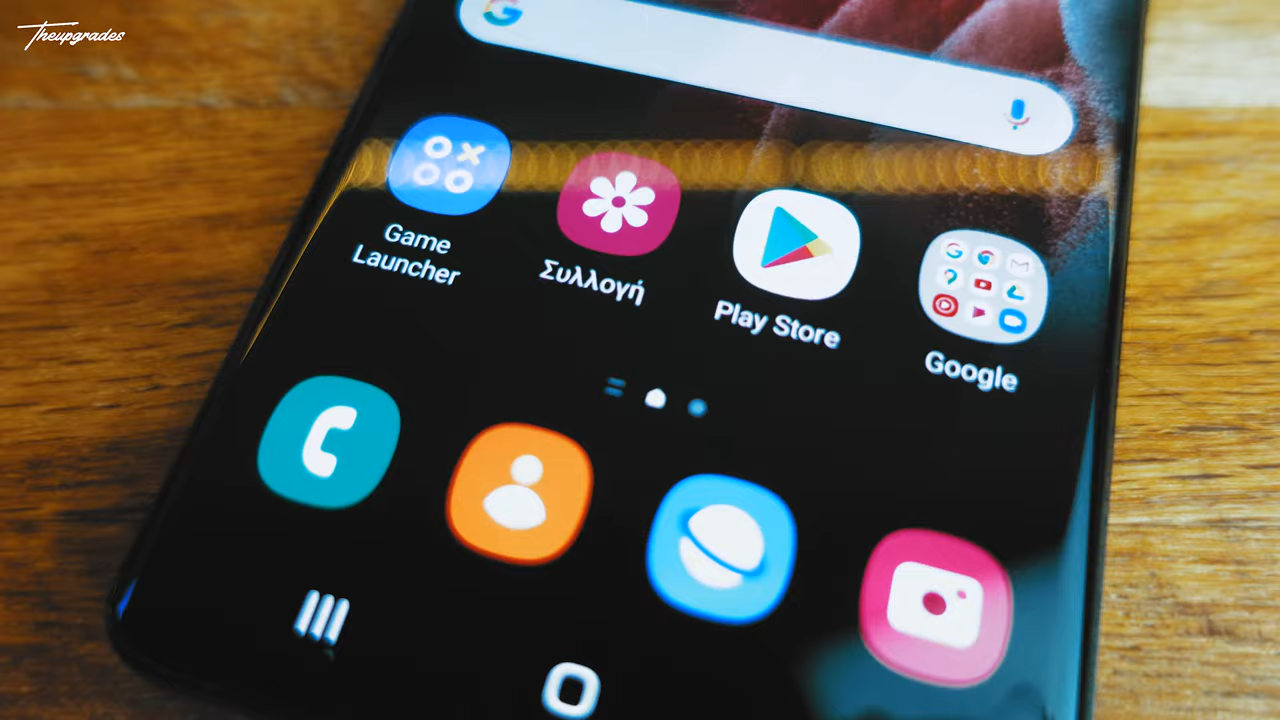 Theupgrades
Game
Launcher
Συλλογή
Play Store
Google